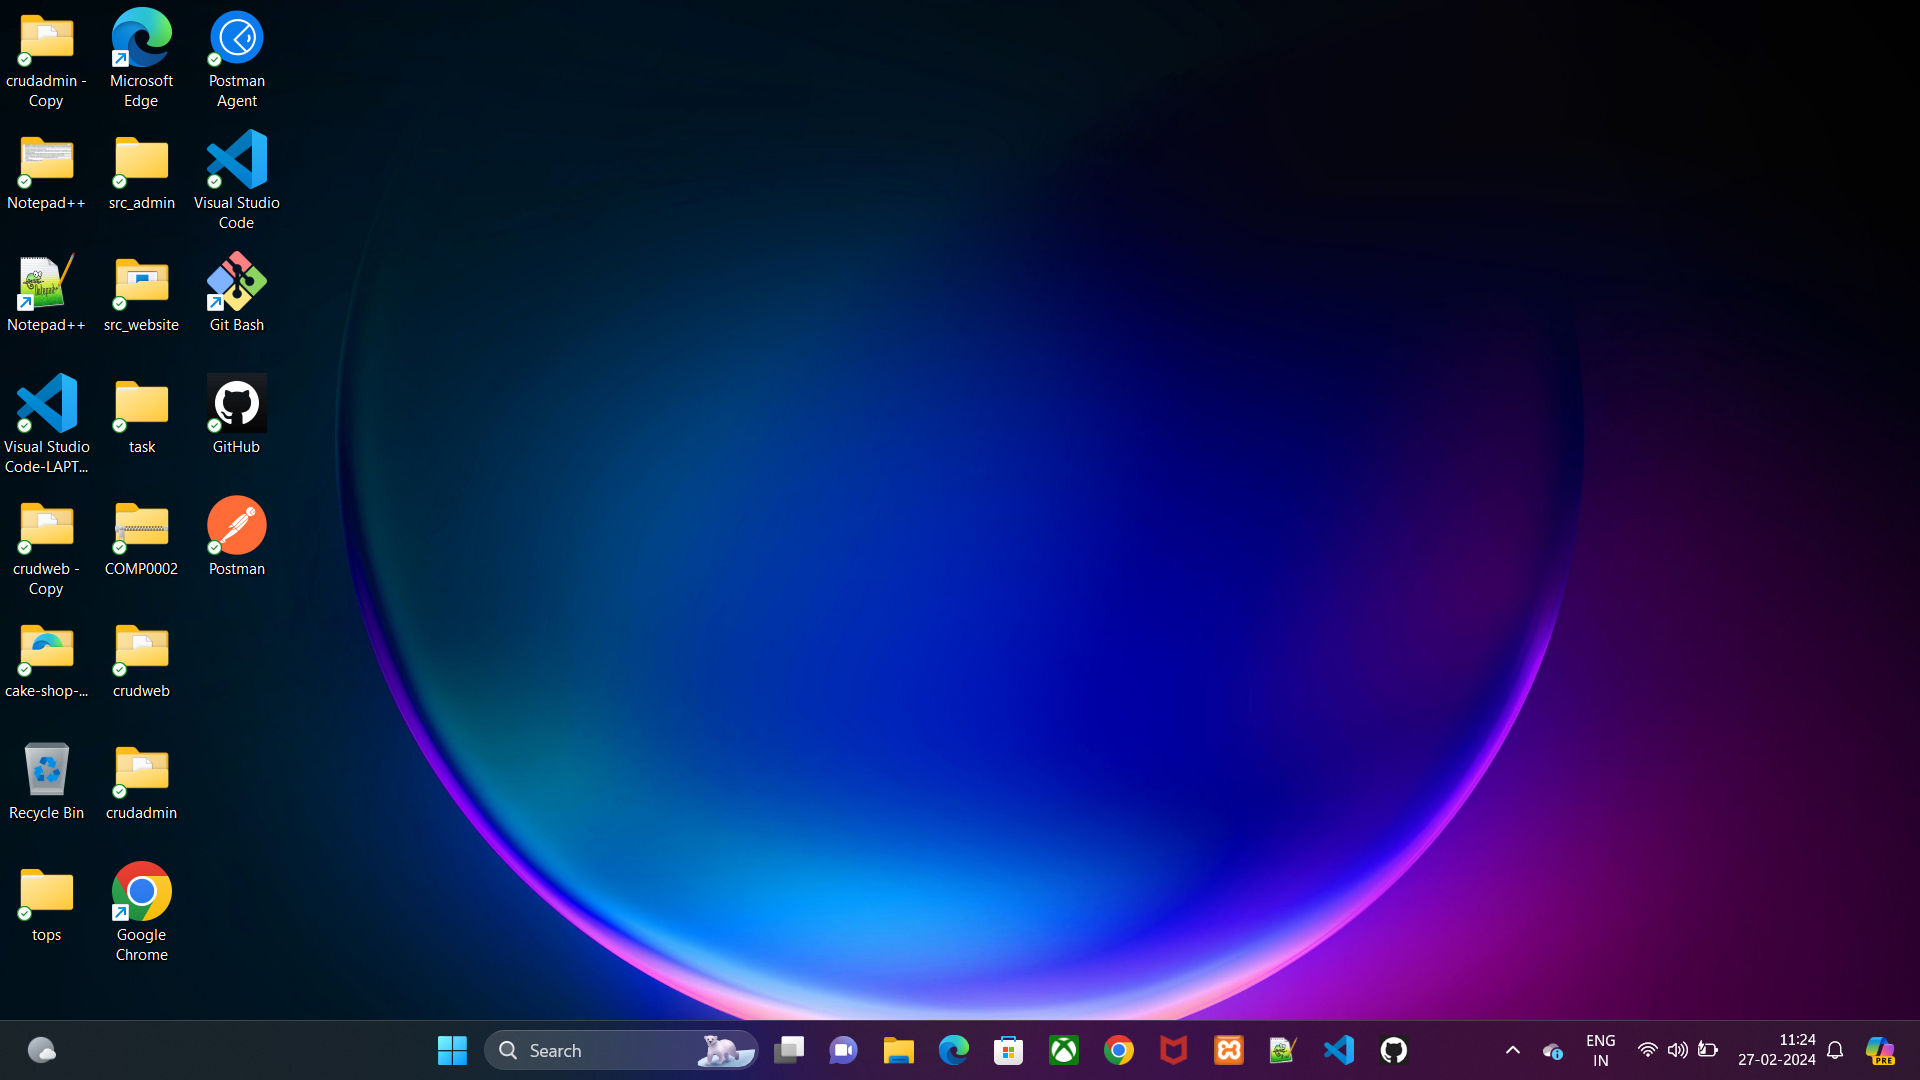 crudadmin -
Copy
Microsoft
Edge
Postman
Agent
Notepad++
src_admin
Visual Studio
Code
Notepad++
src_website
Git Bash
Visual Studio
Code-LAPT...
task
GitHub
crudweb -
Copy
COMP0002
Postman
cake-shop-...
crudweb
Recycle Bin
crudadmin
tops
Google
Chrome
Search
ENG
IN
11:24
27-02-2024
PRE